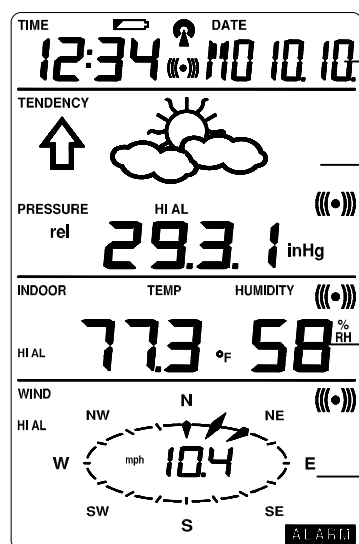 TIME DATE
12:34 MO 10.10.
TENDENCY
PRESSURE HI AL
rel
29.3.1 inHg
INDOOR TEMP HUMIDITY
HI AL 77.3 °F 58 % RH
WIND
HI AL
N
NW NE
W mph 10.4 E
SW SE
S
ALARM